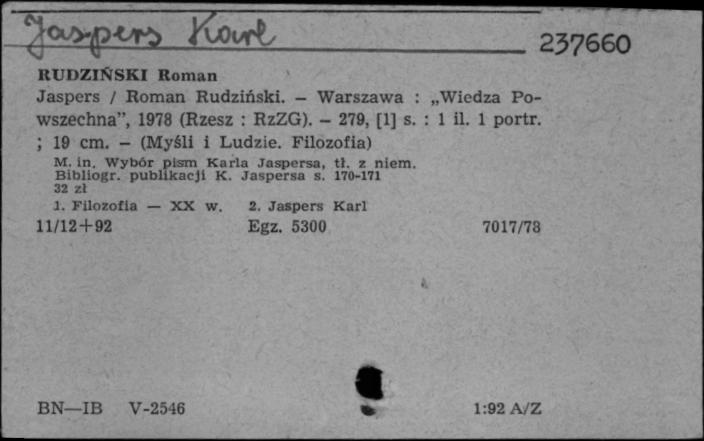 Jaspers Karl
237660
RUDZIŃSKI Roman
Jaspers / Roman Rudziński. — Warszawa : „Wiedza Po-
wszechna”, 1978 (Rzesz : RzZG). — 279, [1] s. : 1 il. 1 portr.
; 19 cm. — (Myśli i Ludzie. Filozofia)
M. in. Wybór pism Karla Jaspersa, tł. z niem.
Bibliogr. publikacji K. Jaspersa s. 170-171
32 zł
1. Filozofia — XX w. 2. Jaspers Karl
11/12+92 Egz. 5300 7017/78
BN—IB V-2546 1:92 A/Z